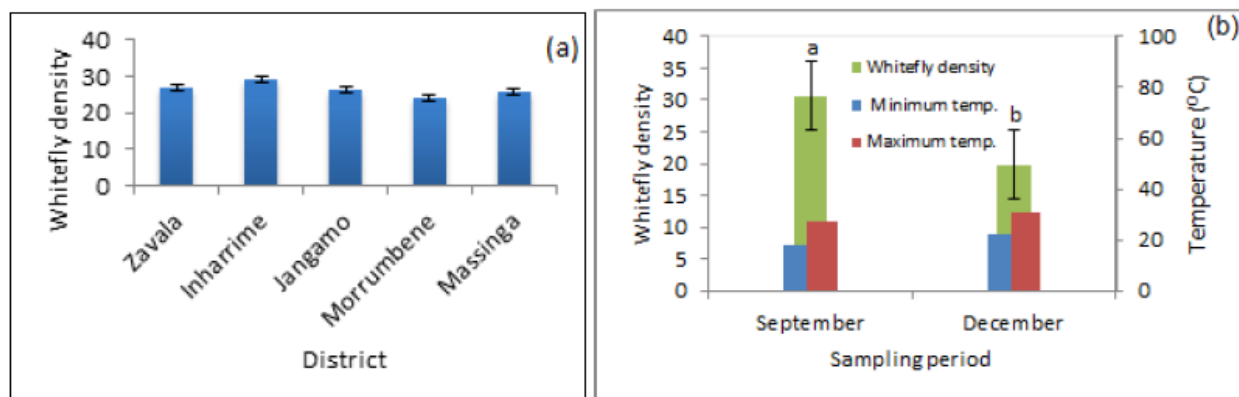 (a)
Whitefly density
40
30
20
10
0
Zavala
Inharrime
Jangamo
Morrumbene
Massinga
District
(b)
Whitefly density
40
35
30
25
20
15
10
5
0
a
b
Whitefly density
Minimum temp.
Maximum temp.
100
80
60
40
20
0
Temperature (⁰C)
September
December
Sampling period